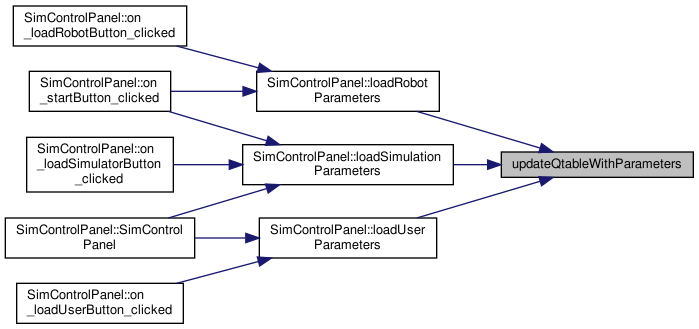 SimControlPanel::on
_loadRobotButton_clicked
SimControlPanel::on
_startButton_clicked
SimControlPanel::loadRobot
Parameters
SimControlPanel::on
_loadSimulatorButton
_clicked
SimControlPanel::loadSimulation
Parameters
updateQtableWithParameters
SimControlPanel::SimControl
Panel
SimControlPanel::loadUser
Parameters
SimControlPanel::on
_loadUserButton_clicked